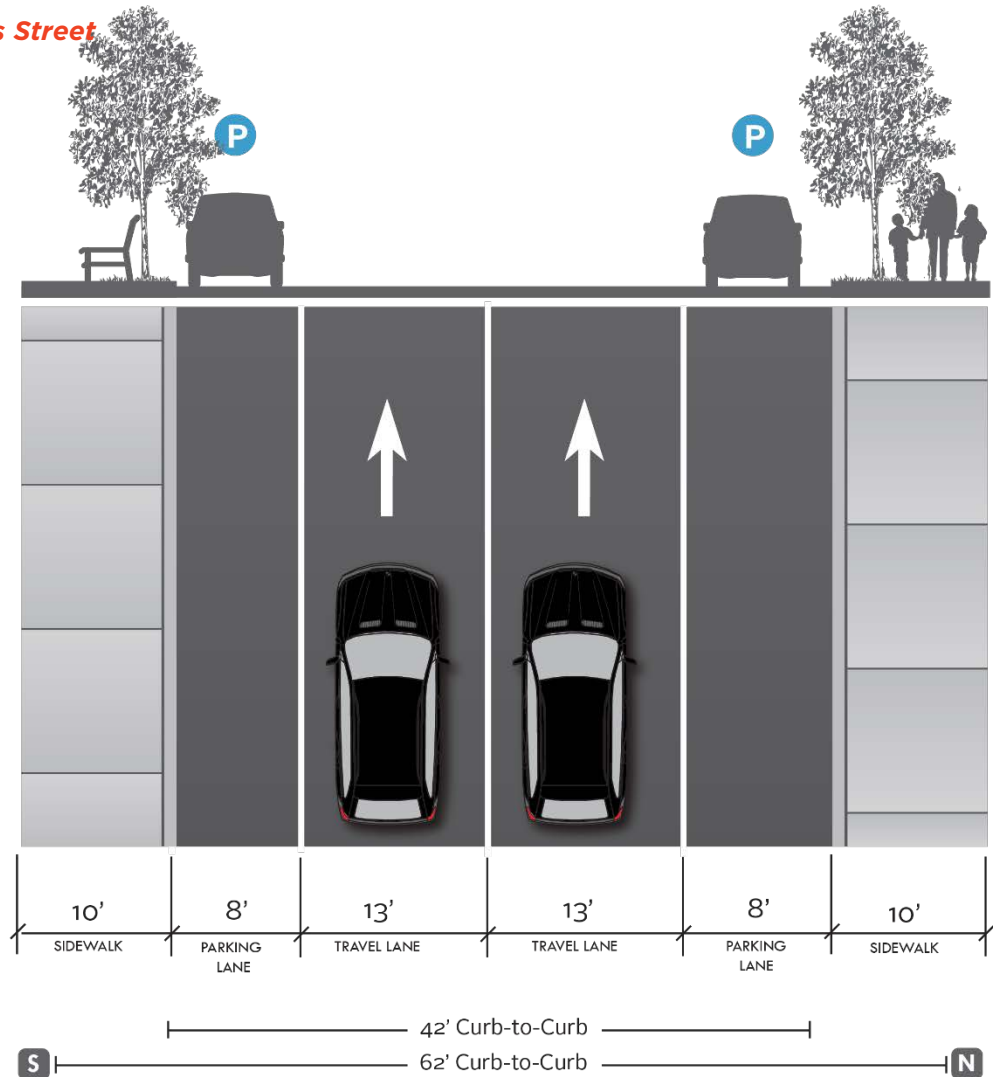 s Street
P P
10' 8' 13' 13' 8' 10'
SIDEWALK PARKING LANE TRAVEL LANE TRAVEL LANE PARKING LANE SIDEWALK
42' Curb-to-Curb
S 62' Curb-to-Curb N